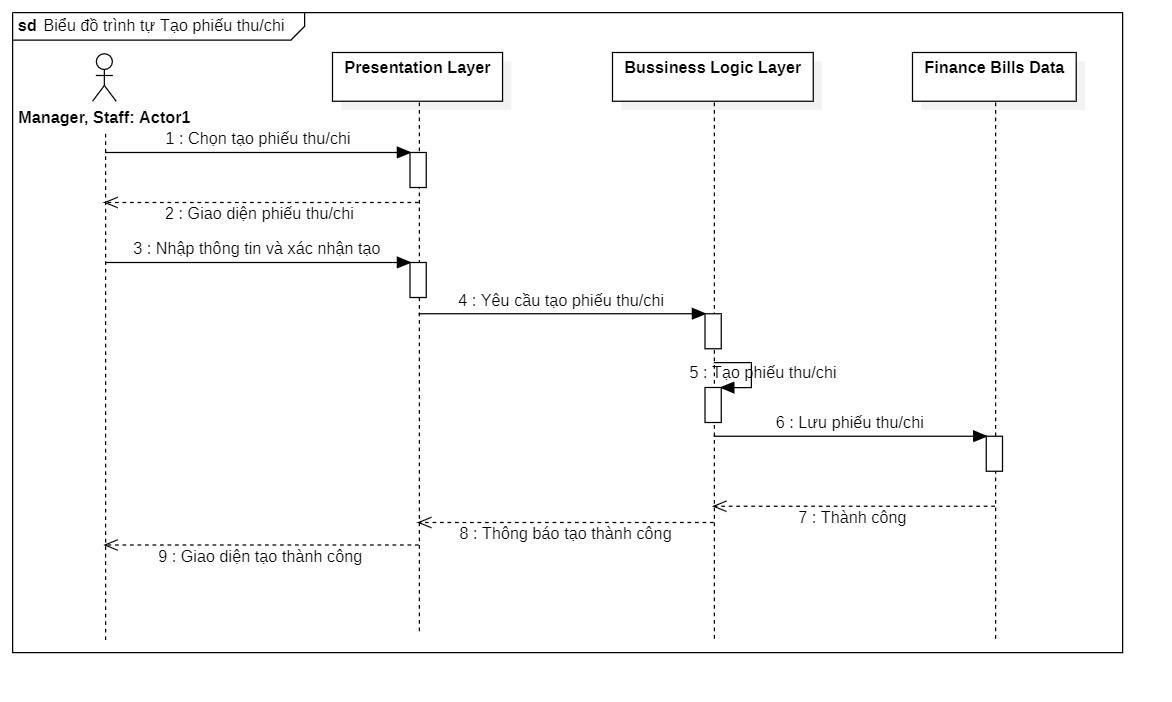 sd Biểu đồ trình tự Tạo phiếu thu/chi
Presentation Layer
Bussiness Logic Layer
Finance Bills Data
Manager, Staff: Actor1
1 : Chọn tạo phiếu thu/chi
2 : Giao diện phiếu thu/chi
3 : Nhập thông tin và xác nhận tạo
4 : Yêu cầu tạo phiếu thu/chi
5 : Tạo phiếu thu/chi
6 : Lưu phiếu thu/chi
7 : Thành công
8 : Thông báo tạo thành công
9 : Giao diện tạo thành công